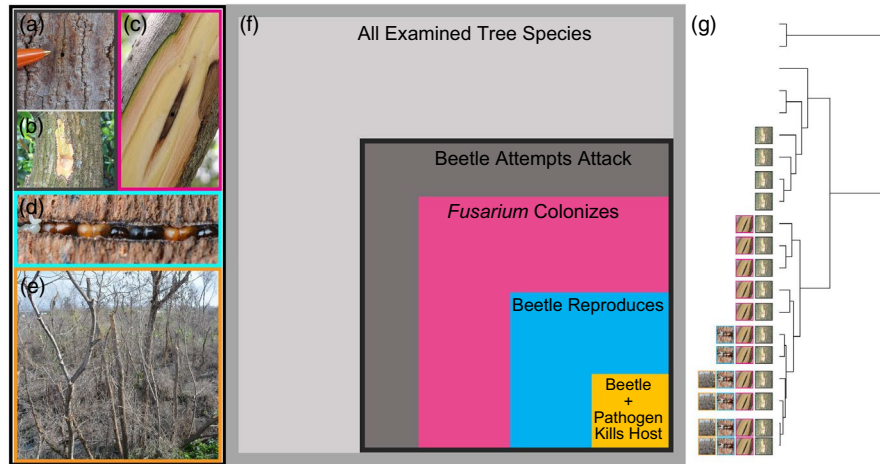 (a)
(c)
(b)
(d)
(e)
(f)
All Examined Tree Species
Beetle Attempts Attack
Fusarium Colonizes
Beetle Reproduces
Beetle
+
Pathogen
Kills Host
(g)